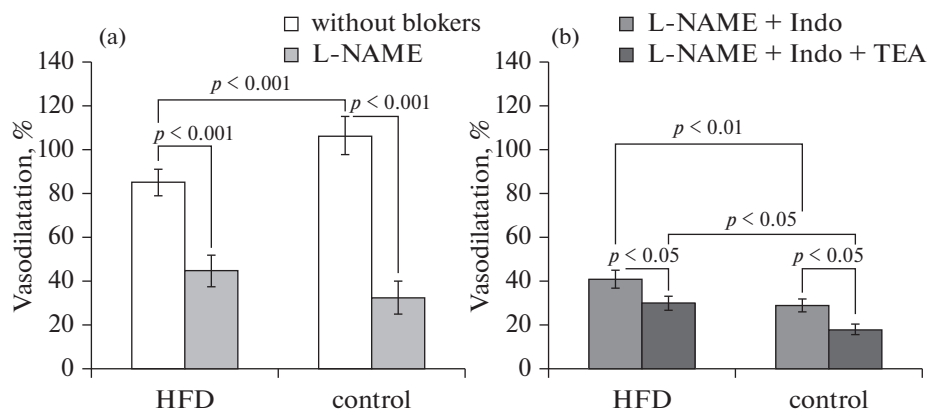 (a)
without blokers
L-NAME
Vasodilatation, %
140
120
100
80
60
40
20
0
p < 0.001
p < 0.001
p < 0.001
HFD
control
(b)
L-NAME + Indo
L-NAME + Indo + TEA
Vasodilatation, %
140
120
100
80
60
40
20
0
p < 0.01
p < 0.05
p < 0.05
p < 0.05
HFD
control